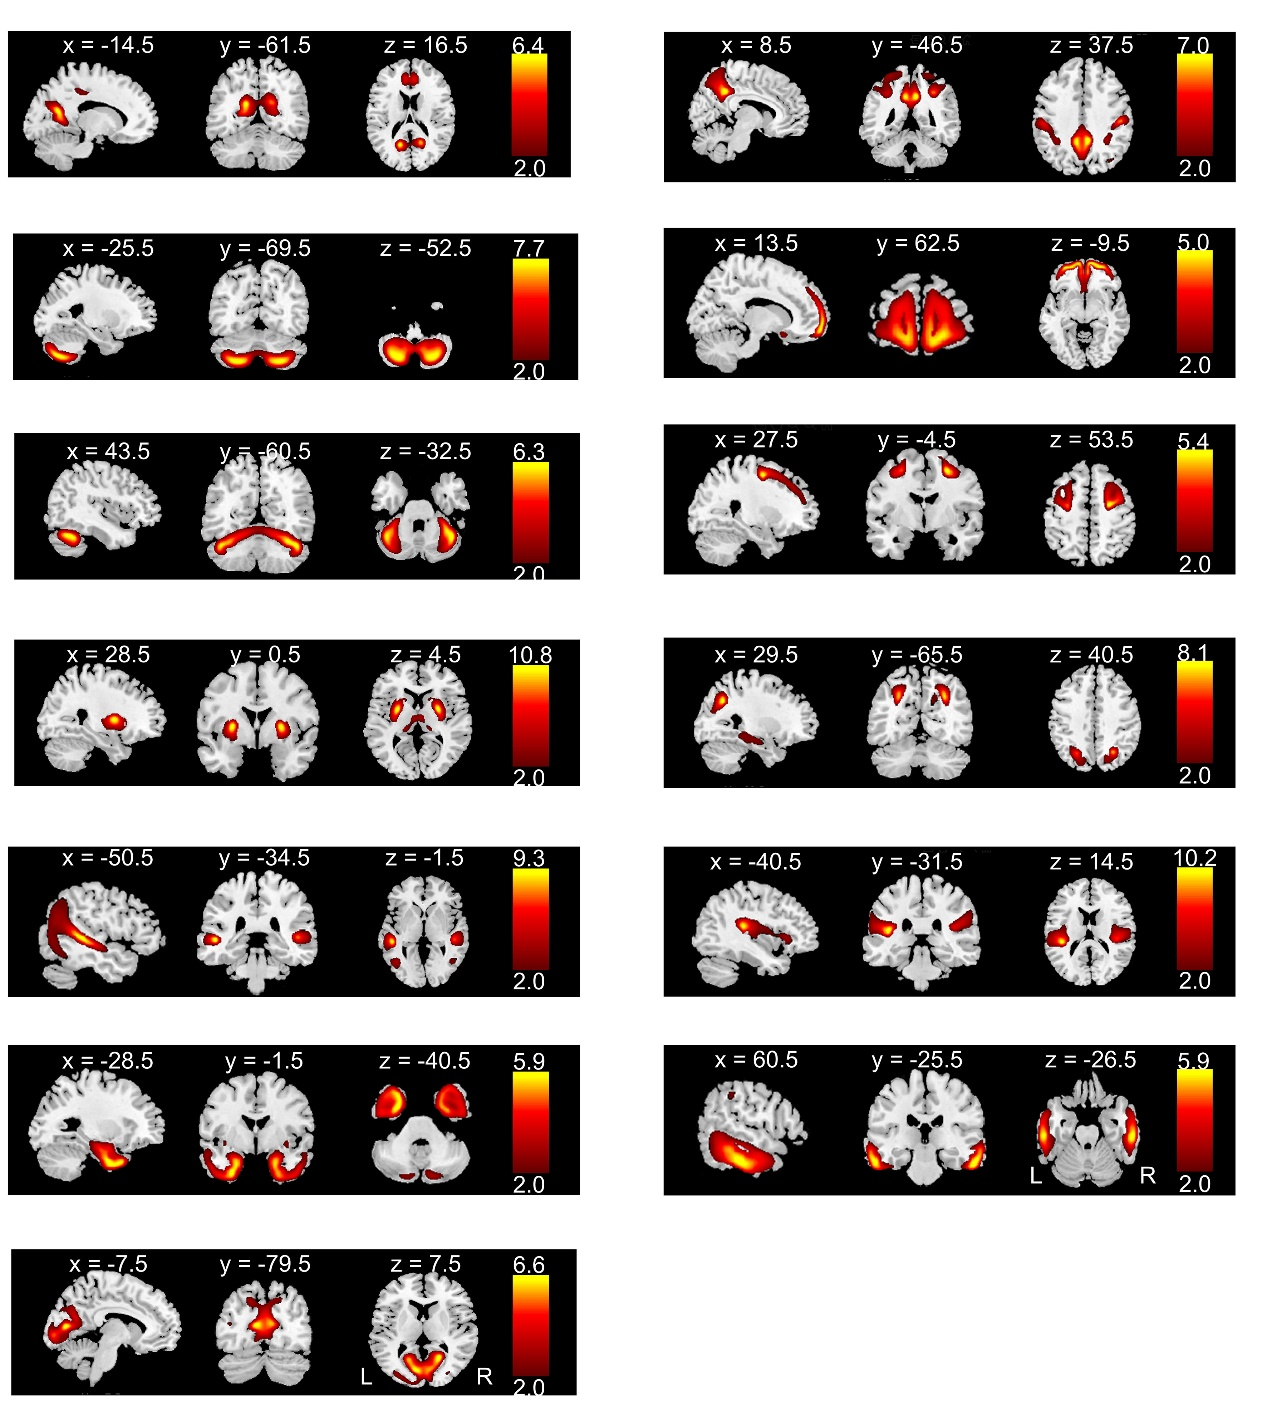 x = -14.5 y = -61.5 z = 16.5 6.4
2.0
x = 8.5 y = -46.5 z = 37.5 7.0
2.0
x = -25.5 y = -69.5 z = -52.5 7.7
2.0
x = 13.5 y = 62.5 z = -9.5 5.0
2.0
x = 43.5 y = -60.5 z = -32.5 6.3
2.0
x = 27.5 y = -4.5 z = 53.5 5.4
2.0
x = 28.5 y = 0.5 z = 4.5 10.8
2.0
x = 29.5 y = -65.5 z = 40.5 8.1
2.0
x = -50.5 y = -34.5 z = -1.5 9.3
2.0
x = -40.5 y = -31.5 z = 14.5 10.2
2.0
x = -28.5 y = -1.5 z = -40.5 5.9
2.0
x = 60.5 y = -25.5 z = -26.5 5.9
L R 2.0
x = -7.5 y = -79.5 z = 7.5 6.6
L R
2.0